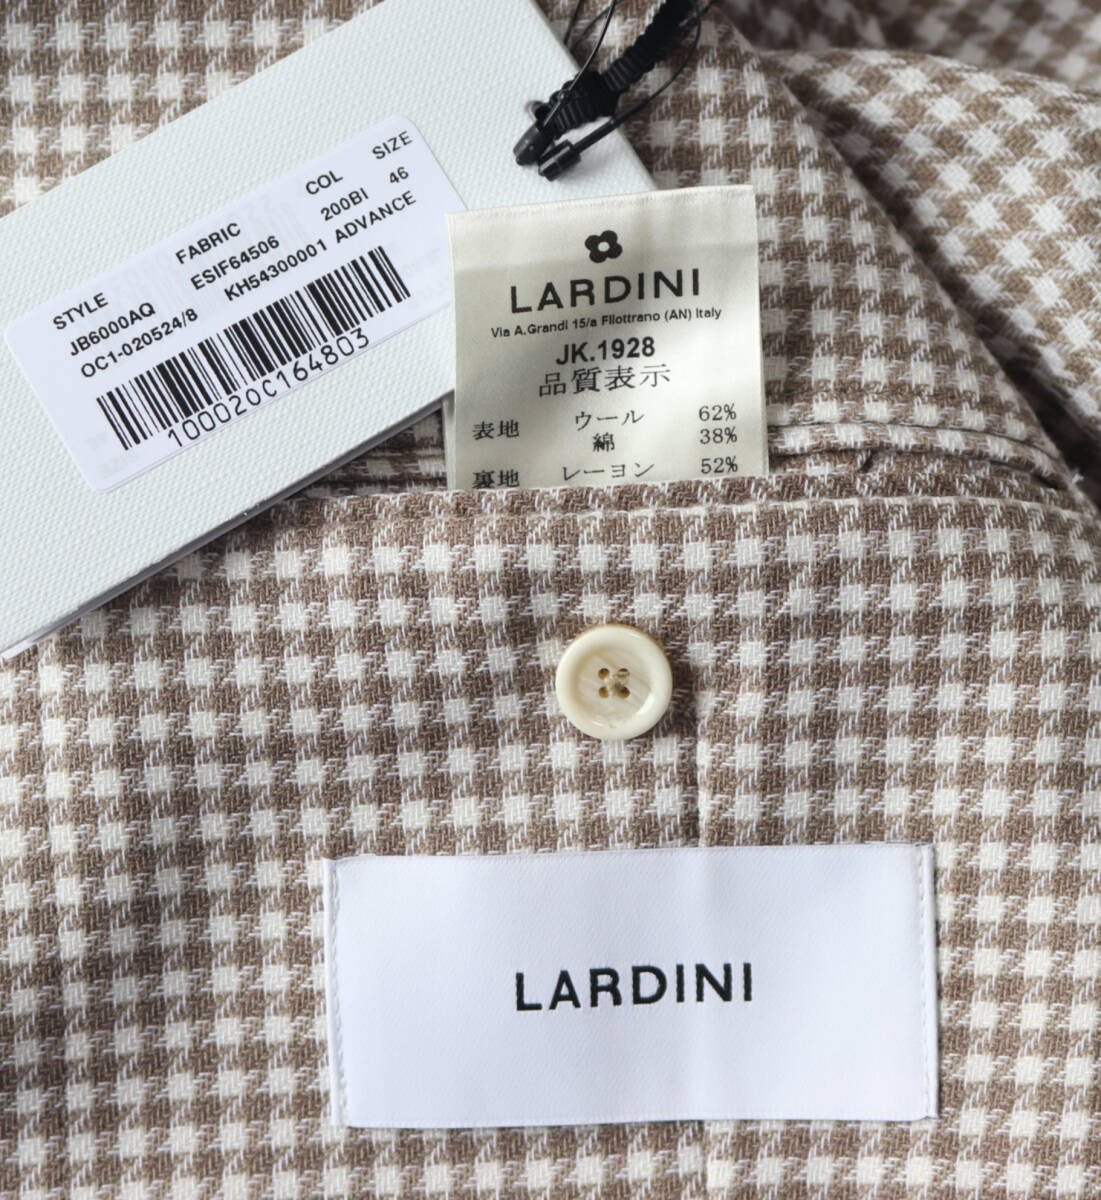 STYLE FABRIC COL SIZE
JB6000AQ ESIF64506 200BI 46
OC1-020524/8 KH54300001 ADVANCE
100020C164803
LARDINI
Via A.Grandi 15/a Filottrano (AN) Italy
JK.1928
品質表示
表地 ウール 62%
綿 38%
裏地 レーヨン 52%
LARDINI